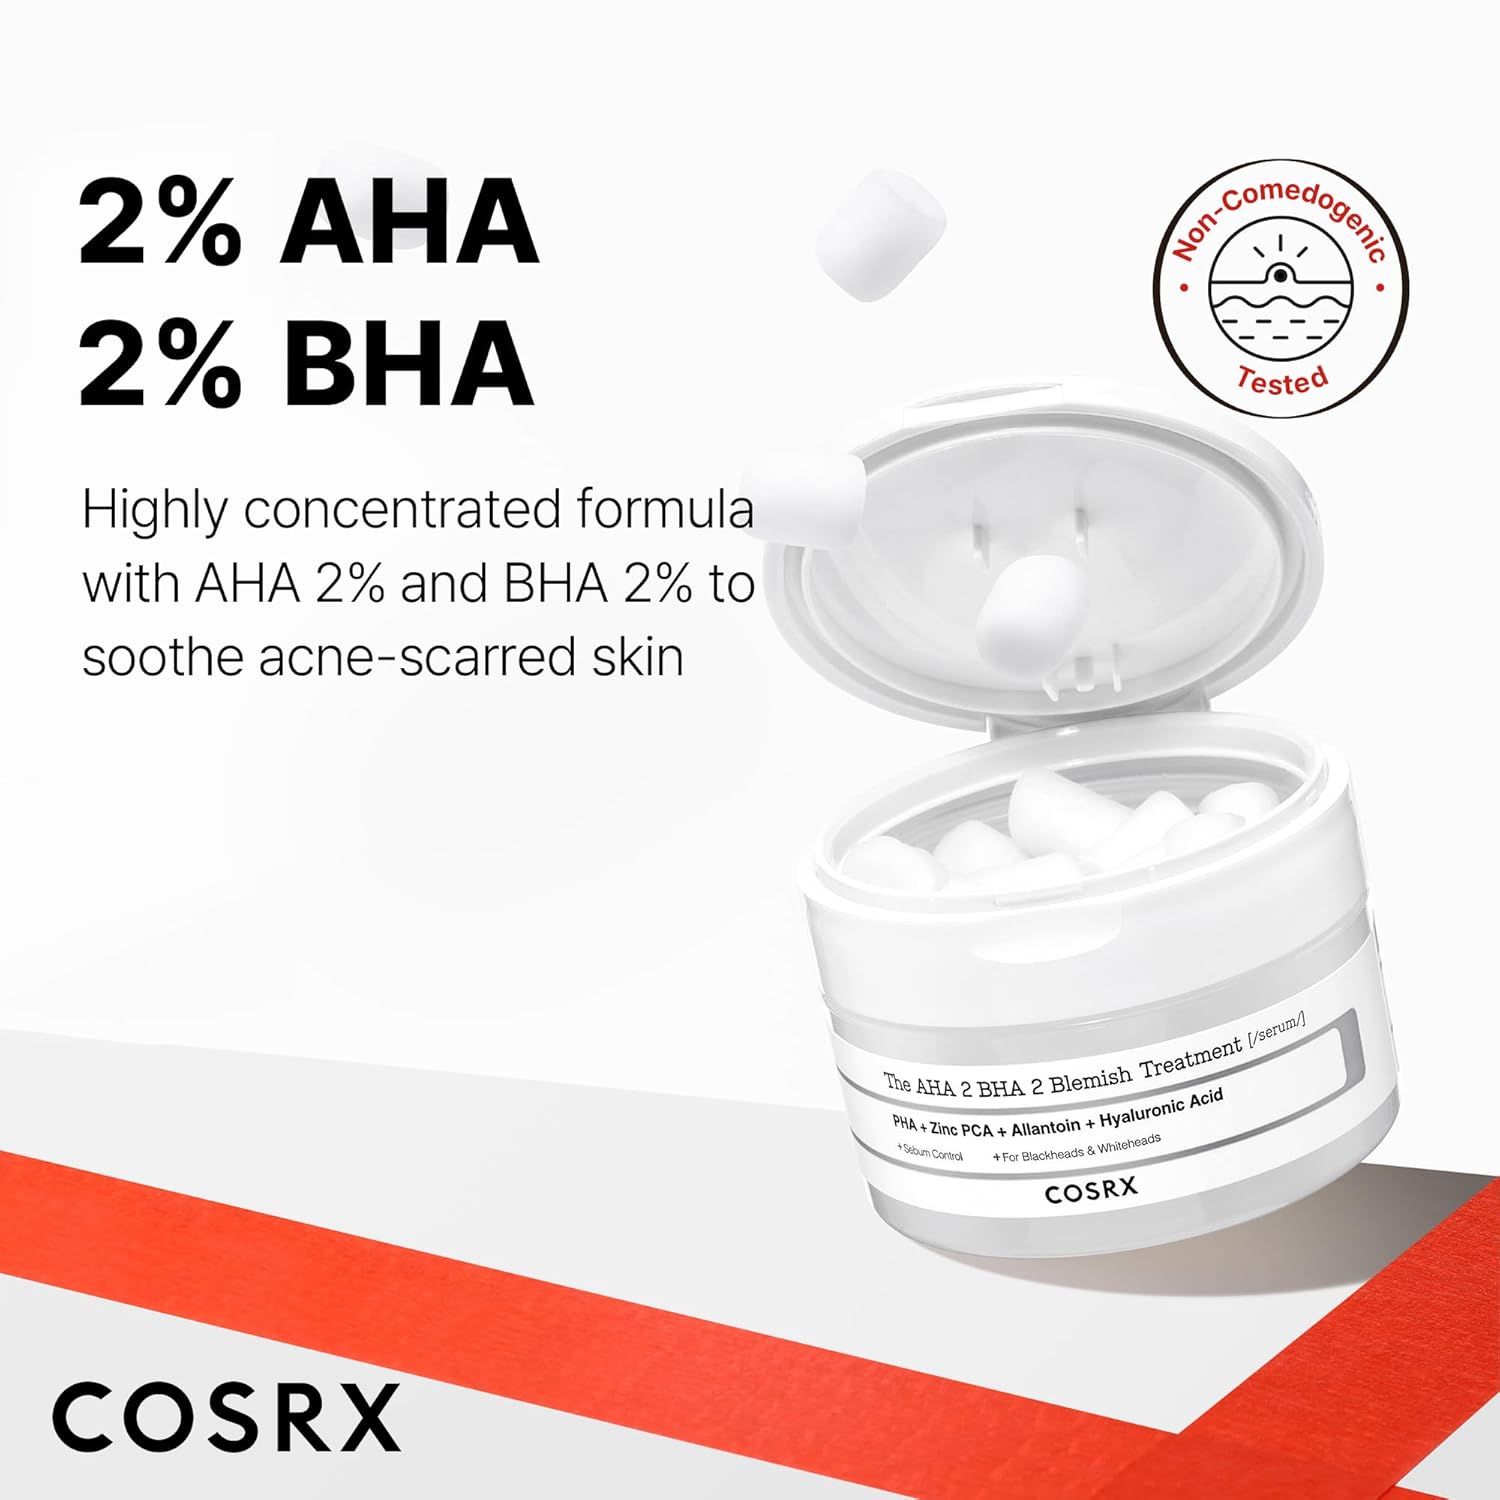 2% AHA
2% BHA
Highly concentrated formula
with AHA 2% and BHA 2% to
soothe acne-scarred skin
Non-Comedogenic
Tested
The AHA 2 BHA 2 Blemish Treatment [/serum/]
PHA + Zinc PCA + Allantoin + Hyaluronic Acid
+Sebum Control +For Blackheads & Whiteheads
COSRX
COSRX